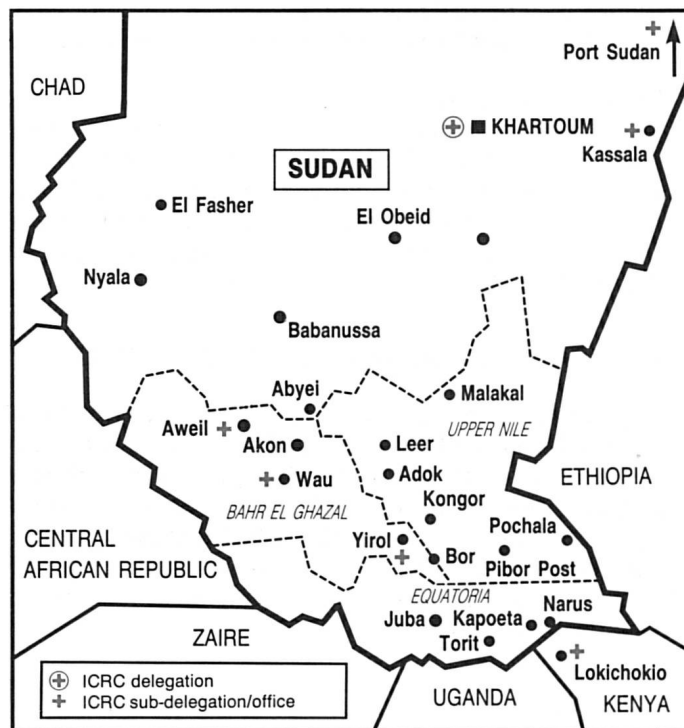 Port Sudan
CHAD
KHARTOUM
Kassala
SUDAN
El Fasher
El Obeid
Nyala
Babanussa
Abyei
Malakal
Aweil
UPPER NILE
Akon
Leer
Wau
Adok
ETHIOPIA
BAHR EL GHAZAL
Kongor
Pochala
CENTRAL
AFRICAN REPUBLIC
Yirol
Bor
Pibor Post
EQUATORIA
Juba
Kapoeta
Narus
Torit
ZAIRE
Lokichokio
ICRC delegation
ICRC sub-delegation/office
UGANDA
KENYA